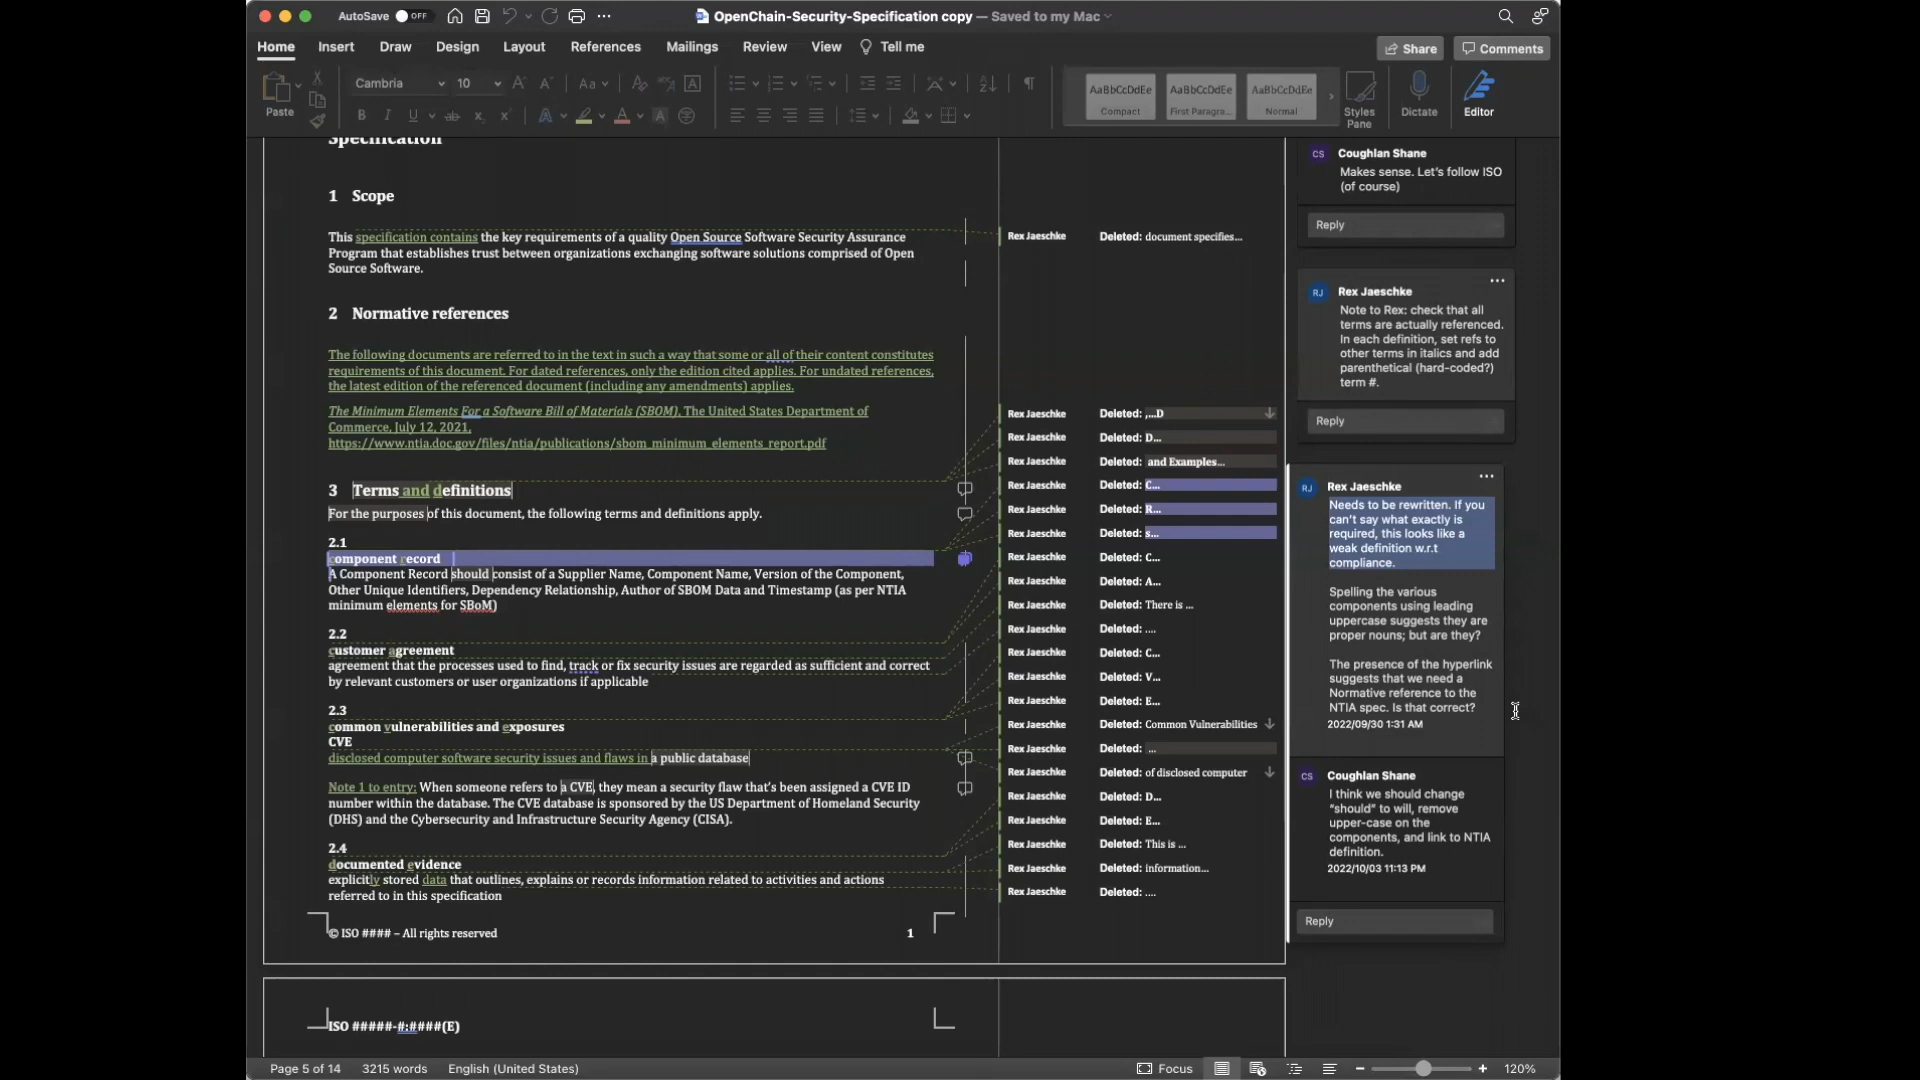 AutoSave OFF
OpenChain-Security-Specification copy — Saved to my Mac
Home Insert Draw Design Layout References Mailings Review View Tell me
Share Comments
Paste
Cambria 10
AaBbCcDdEe AaBbCcDdEe AaBbCcDdEe
Compact First Paragra... Normal
Styles Pane
Dictate
Editor
Specification
1 Scope
This specification contains the key requirements of a quality Open Source Software Security Assurance
Program that establishes trust between organizations exchanging software solutions comprised of Open
Source Software.
2 Normative references
The following documents are referred to in the text in such a way that some or all of their content constitutes
requirements of this document. For dated references, only the edition cited applies. For undated references,
the latest edition of the referenced document (including any amendments) applies.
The Minimum Elements For a Software Bill of Materials (SBOM), The United States Department of
Commerce, July 12, 2021,
https://www.ntia.doc.gov/files/ntia/publications/sbom_minimum_elements_report.pdf
3 Terms and definitions
For the purposes of this document, the following terms and definitions apply.
2.1
component record
A Component Record should consist of a Supplier Name, Component Name, Version of the Component,
Other Unique Identifiers, Dependency Relationship, Author of SBOM Data and Timestamp (as per NTIA
minimum elements for SBoM)
2.2
customer agreement
agreement that the processes used to find, track or fix security issues are regarded as sufficient and correct
by relevant customers or user organizations if applicable
2.3
common vulnerabilities and exposures
CVE
disclosed computer software security issues and flaws in a public database
Note 1 to entry: When someone refers to a CVE, they mean a security flaw that's been assigned a CVE ID
number within the database. The CVE database is sponsored by the US Department of Homeland Security
(DHS) and the Cybersecurity and Infrastructure Security Agency (CISA).
2.4
documented evidence
explicitly stored data that outlines, explains or records information related to activities and actions
referred to in this specification
© ISO #### – All rights reserved 1
ISO #####-#:####(E)
Rex Jaeschke Deleted: document specifies...
Rex Jaeschke Deleted: ,...D
Rex Jaeschke Deleted: D...
Rex Jaeschke Deleted: and Examples...
Rex Jaeschke Deleted: C...
Rex Jaeschke Deleted: R...
Rex Jaeschke Deleted: s...
Rex Jaeschke Deleted: C...
Rex Jaeschke Deleted: A...
Rex Jaeschke Deleted: There is ...
Rex Jaeschke Deleted: ....
Rex Jaeschke Deleted: C...
Rex Jaeschke Deleted: V...
Rex Jaeschke Deleted: E...
Rex Jaeschke Deleted: Common Vulnerabilities
Rex Jaeschke Deleted: ...
Rex Jaeschke Deleted: of disclosed computer
Rex Jaeschke Deleted: D...
Rex Jaeschke Deleted: E...
Rex Jaeschke Deleted: This is ...
Rex Jaeschke Deleted: information...
Rex Jaeschke Deleted: ....
CS Coughlan Shane
Makes sense. Let's follow ISO
(of course)
Reply
RJ Rex Jaeschke
Note to Rex: check that all
terms are actually referenced.
In each definition, set refs to
other terms in italics and add
parenthetical (hard-coded?)
term #.
Reply
RJ Rex Jaeschke
Needs to be rewritten. If you
can't say what exactly is
required, this looks like a
weak definition w.r.t
compliance.
Spelling the various
components using leading
uppercase suggests they are
proper nouns; but are they?
The presence of the hyperlink
suggests that we need a
Normative reference to the
NTIA spec. Is that correct?
2022/09/30 1:31 AM
CS Coughlan Shane
I think we should change
"should" to will, remove
upper-case on the
components, and link to NTIA
definition.
2022/10/03 11:13 PM
Reply
Page 5 of 14 3215 words English (United States)
Focus 120%